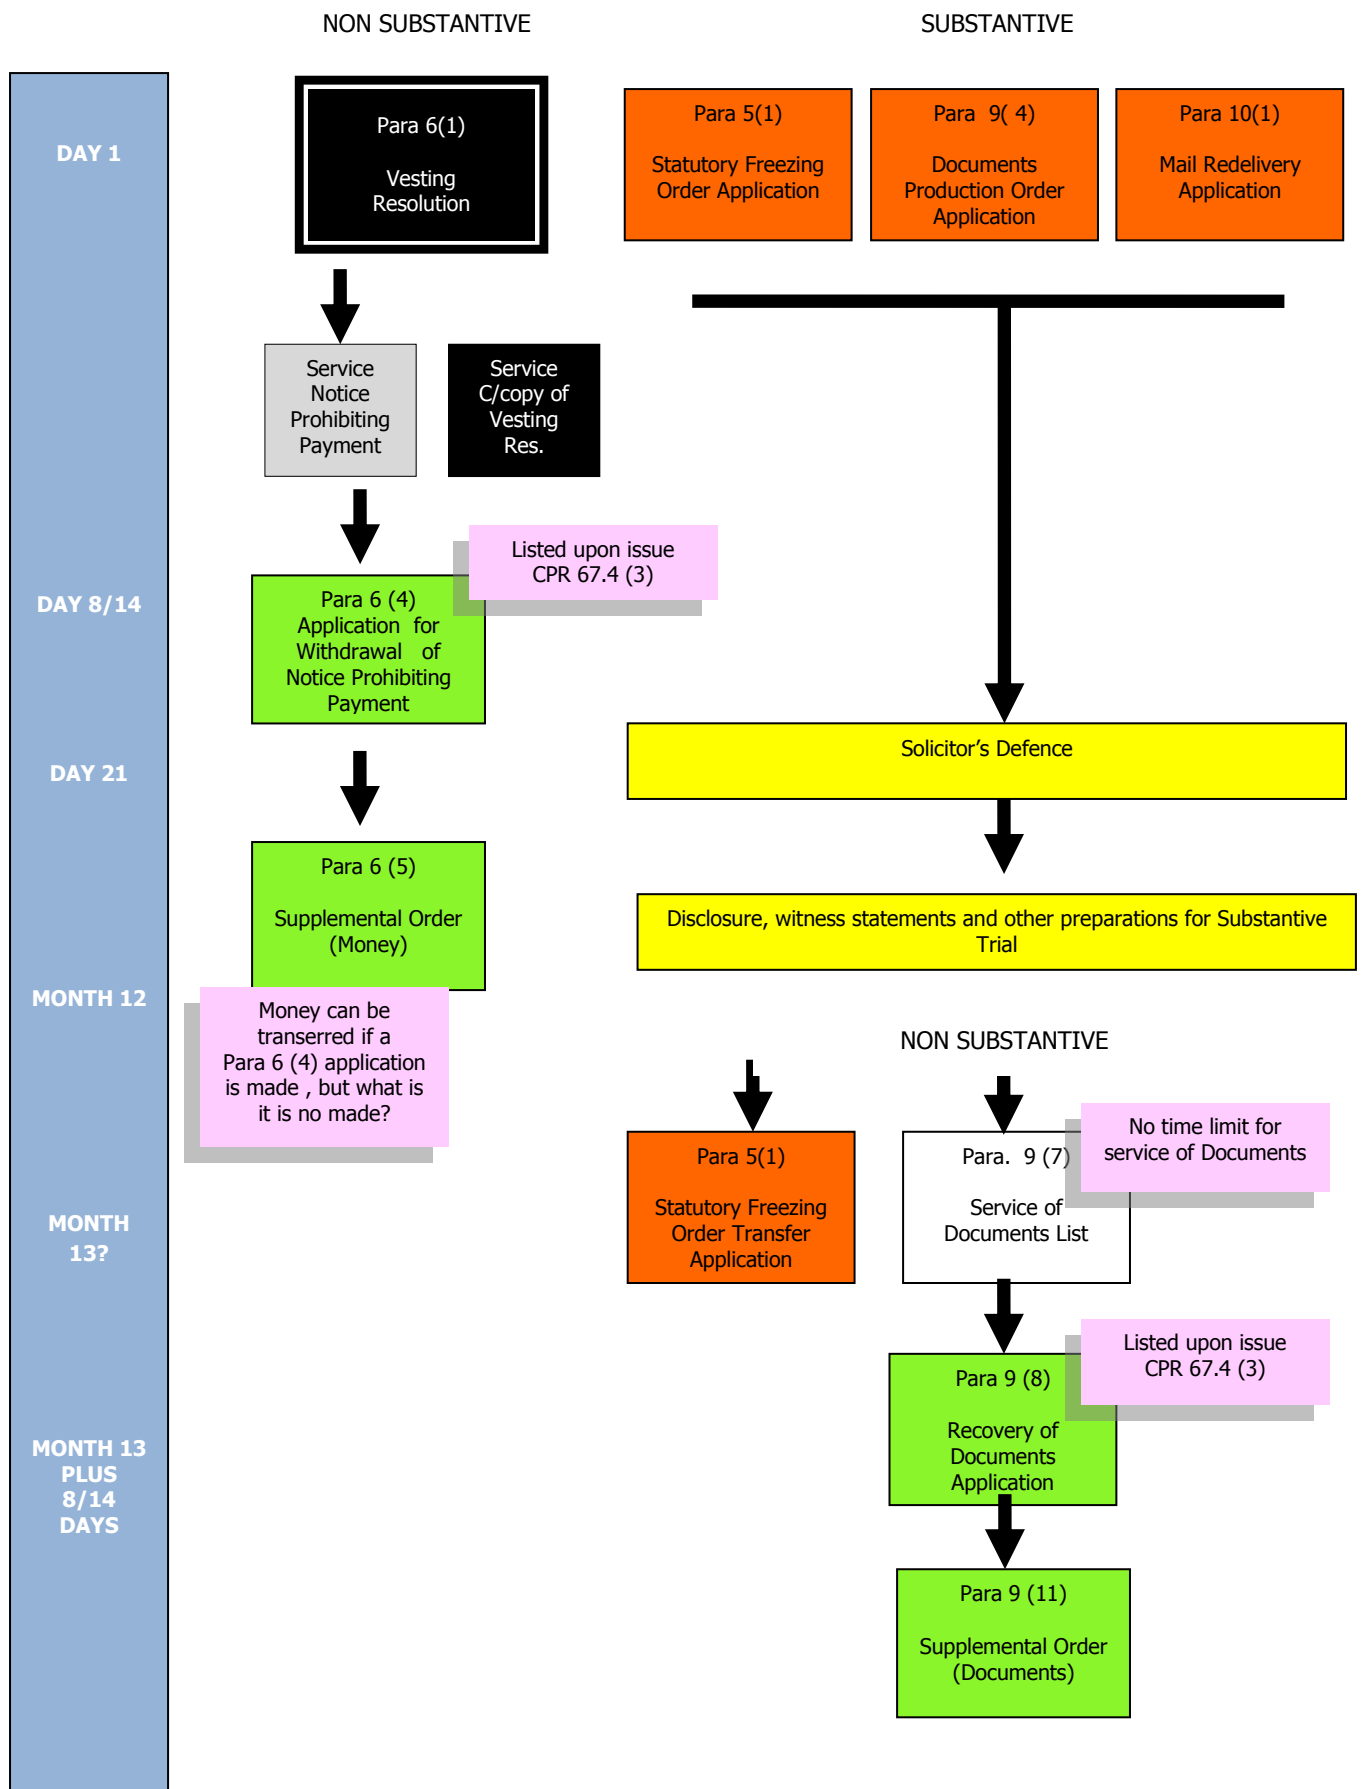 NON SUBSTANTIVE
SUBSTANTIVE
DAY 1
Para 6(1)
Vesting
Resolution
Para 5(1)
Statutory Freezing
Order Application
Para 9( 4)
Documents
Production Order
Application
Para 10(1)
Mail Redelivery
Application
Service
Notice
Prohibiting
Payment
Service
C/copy of
Vesting
Res.
Listed upon issue
CPR 67.4 (3)
DAY 8/14
Para 6 (4)
Application for
Withdrawal of
Notice Prohibiting
Payment
Solicitor’s Defence
DAY 21
Para 6 (5)
Supplemental Order
(Money)
Disclosure, witness statements and other preparations for Substantive
Trial
MONTH 12
Money can be
transerred if a
Para 6 (4) application
is made , but what is
it is no made?
NON SUBSTANTIVE
Para 5(1)
Statutory Freezing
Order Transfer
Application
Para. 9 (7)
Service of
Documents List
No time limit for
service of Documents
MONTH
13?
Para 9 (8)
Recovery of
Documents
Application
Listed upon issue
CPR 67.4 (3)
MONTH 13
PLUS
8/14
DAYS
Para 9 (11)
Supplemental Order
(Documents)